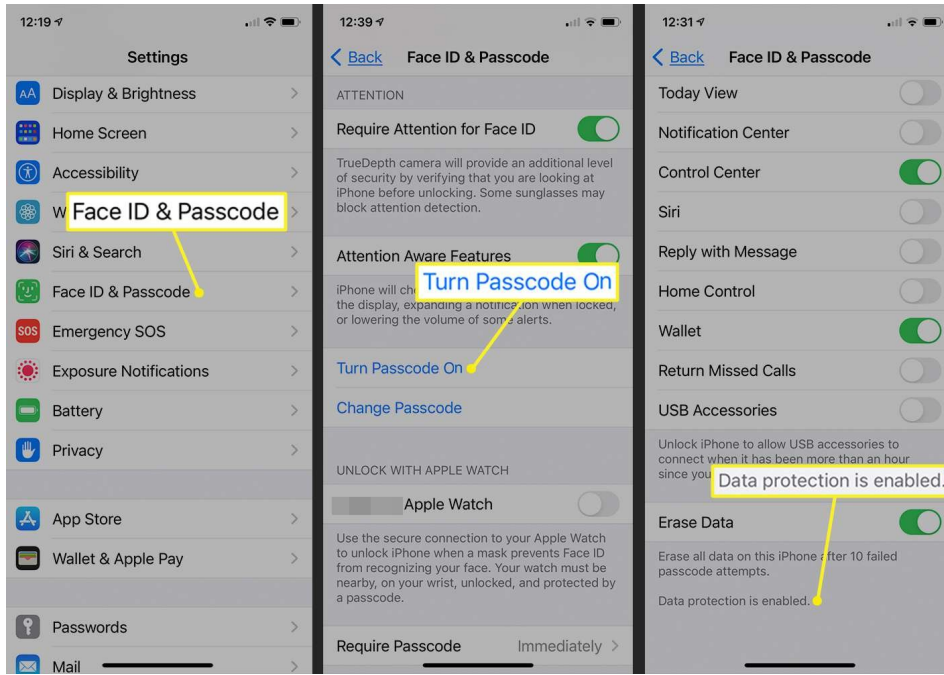 12:19
Settings
AA Display & Brightness
Home Screen
Accessibility
W
Face ID & Passcode
Siri & Search
Face ID & Passcode
SOS Emergency SOS
Exposure Notifications
Battery
Privacy
App Store
Wallet & Apple Pay
Passwords
Mail
12:39
Back Face ID & Passcode
ATTENTION
Require Attention for Face ID
TrueDepth camera will provide an additional level
of security by verifying that you are looking at
iPhone before unlocking. Some sunglasses may
block attention detection.
Attention Aware Features
Turn Passcode On
iPhone will
the display, expanding a notification when locked,
or lowering the volume of some alerts.
Turn Passcode On
Change Passcode
UNLOCK WITH APPLE WATCH
Apple Watch
Use the secure connection to your Apple Watch
to unlock iPhone when a mask prevents Face ID
from recognizing your face. Your watch must be
nearby, on your wrist, unlocked, and protected by
a passcode.
Require Passcode Immediately
12:31
Back Face ID & Passcode
Today View
Notification Center
Control Center
Siri
Reply with Message
Home Control
Wallet
Return Missed Calls
USB Accessories
Unlock iPhone to allow USB accessories to
connect when it has been more than an hour
since you
Data protection is enabled.
Erase Data
Erase all data on this iPhone after 10 failed
passcode attempts.
Data protection is enabled.